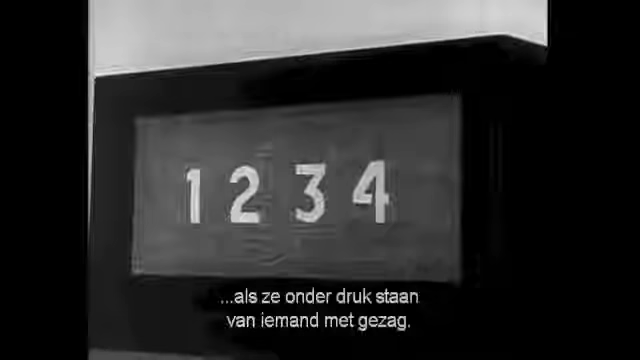 1 2 3 4
...als ze onder druk staan
van iemand met gezag.